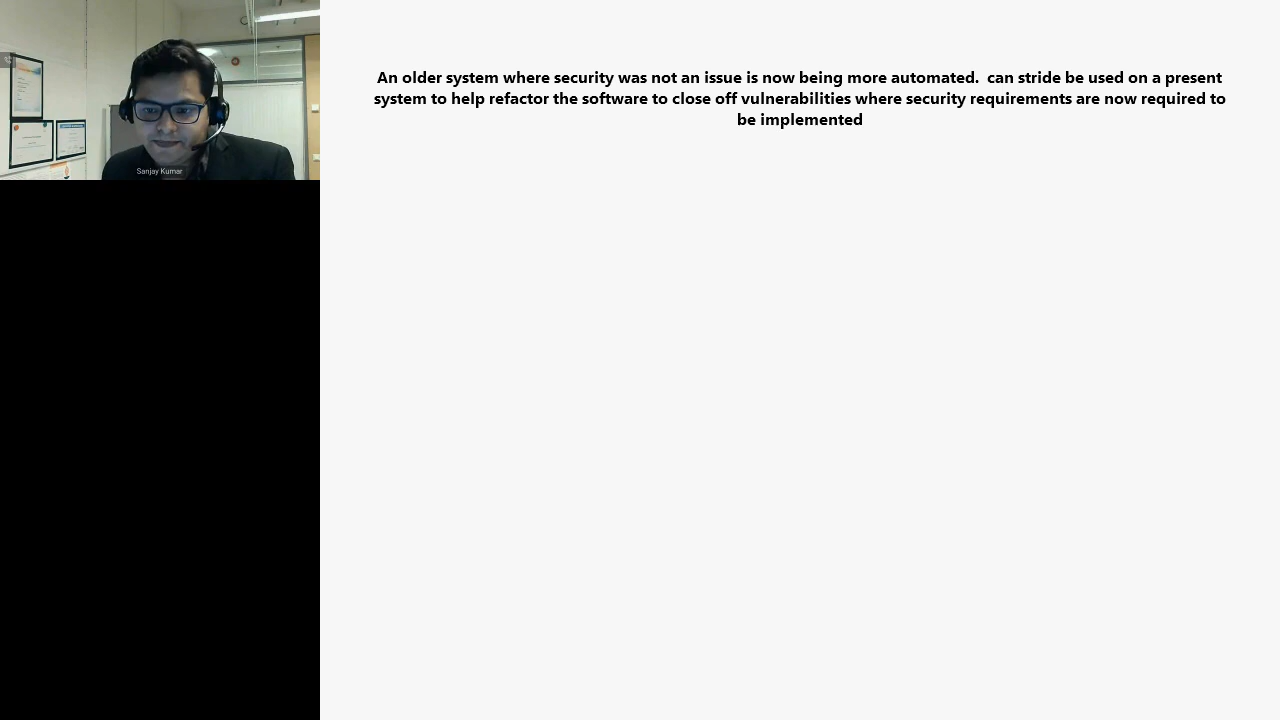 Sanjay Kumar
An older system where security was not an issue is now being more automated.  can stride be used on a present
system to help refactor the software to close off vulnerabilities where security requirements are now required to
be implemented